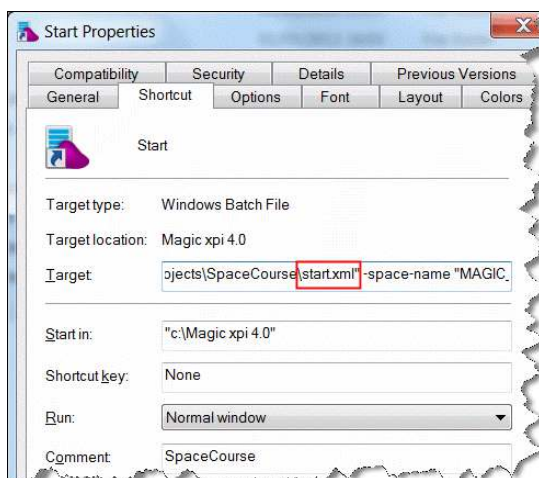 Start Properties
Compatibility Security Details Previous Versions
General Shortcut Options Font Layout Colors
Start
Target type: Windows Batch File
Target location: Magic xpi 4.0
Target: ojects\SpaceCourse\start.xml" -space-name "MAGIC_
Start in: "c:\Magic xpi 4.0"
Shortcut key: None
Run: Normal window
Comment: SpaceCourse